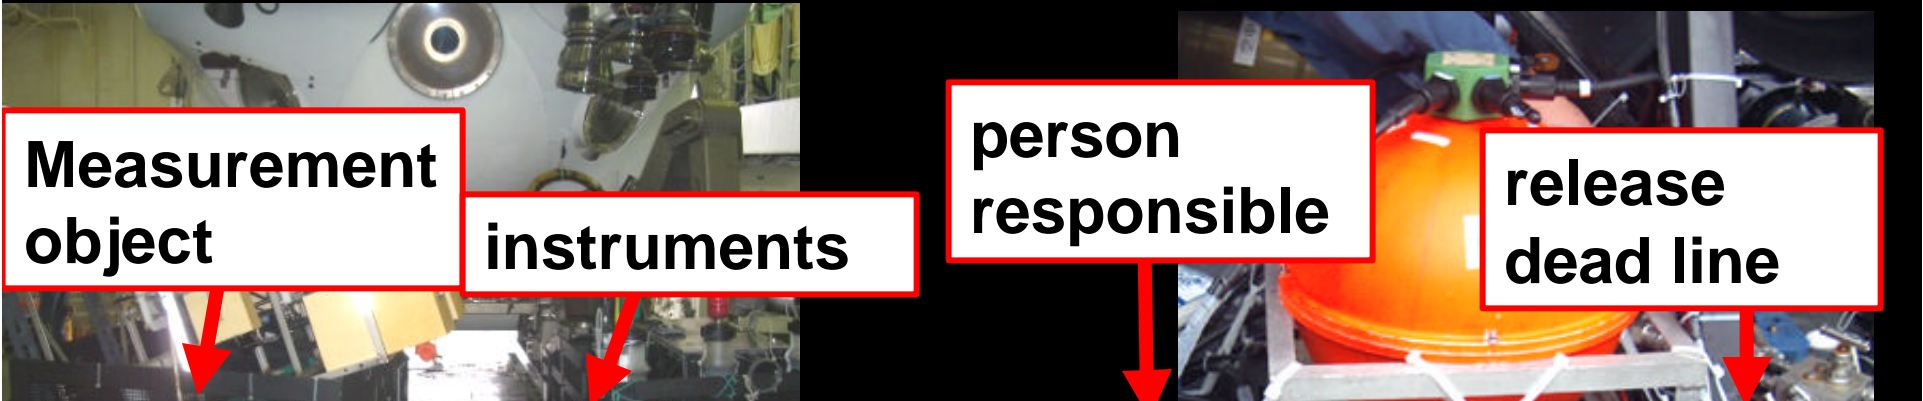 Measurement
object
instruments
person
responsible
release
dead line